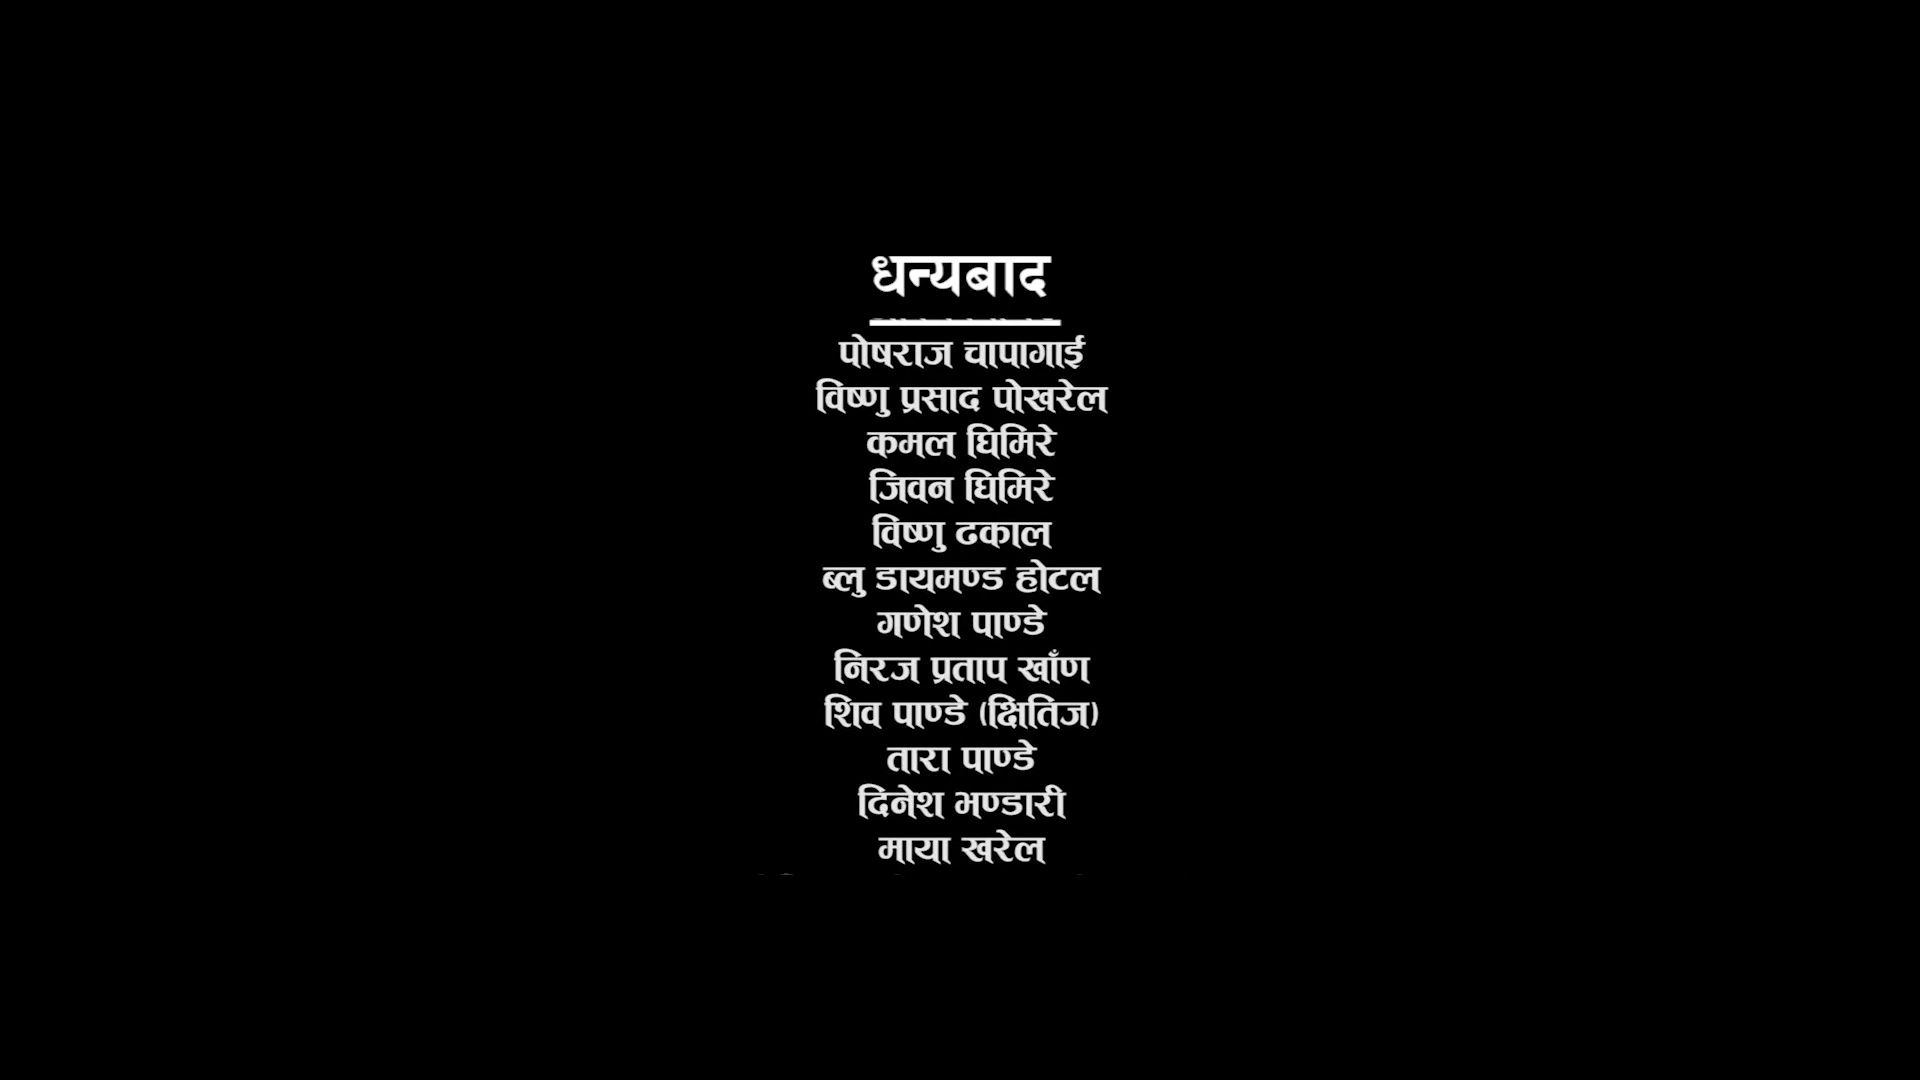 धन्यबाद
पोषराज चापागाई
विष्णु प्रसाद पोखरेल
कमल घिमिरे
जिवन घिमिरे
विष्णु ढकाल
ब्लु डायमण्ड होटल
गणेश पाण्डे
निरज प्रताप खाँण
शिव पाण्डे (क्षितिज)
तारा पाण्डे
दिनेश भण्डारी
माया खरेल